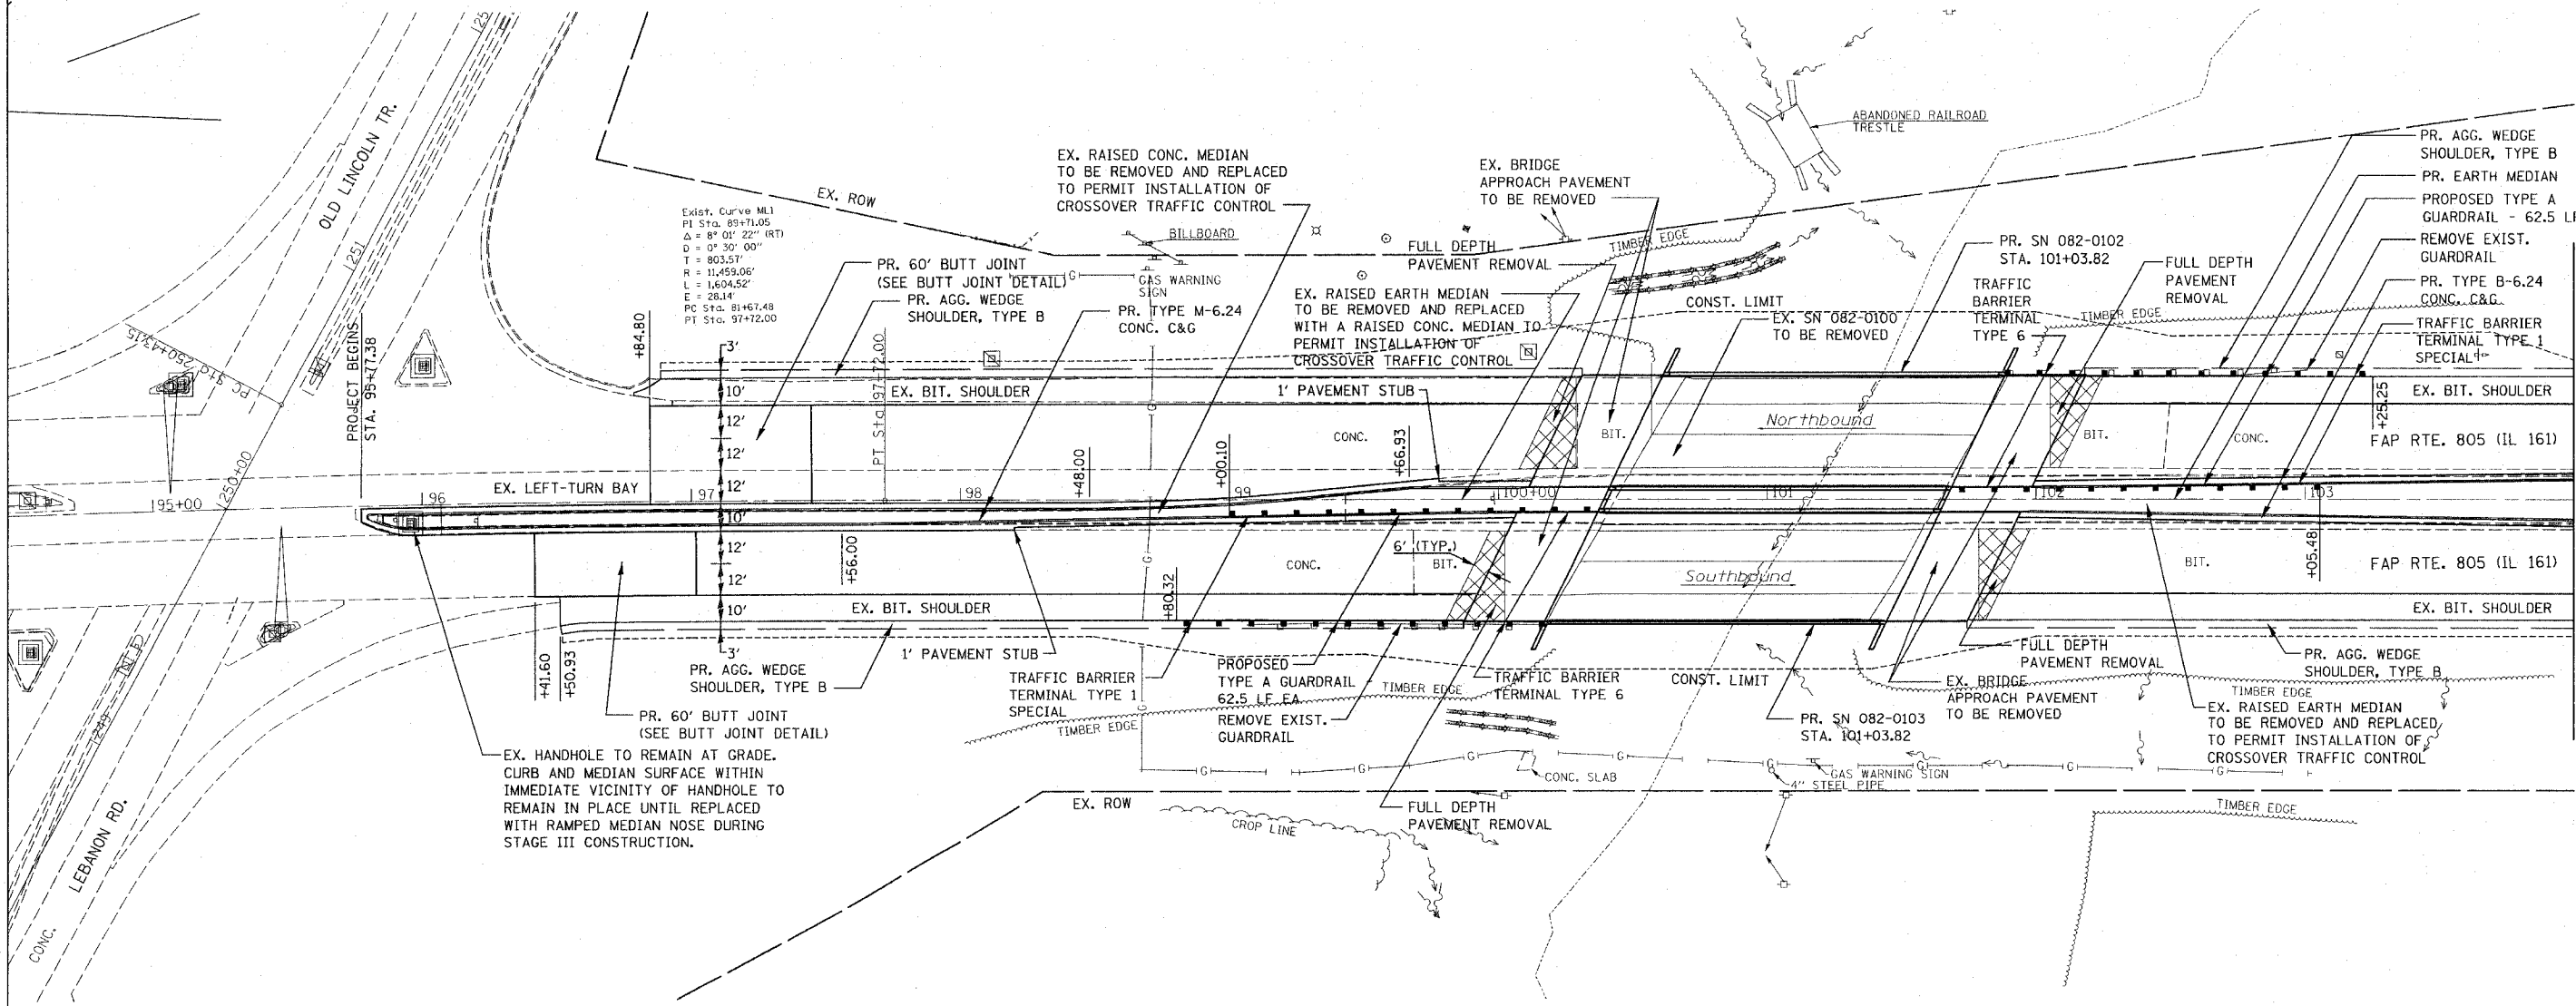 OLD LINCOLN TR.
1251
EX. ROW
Exist. Curve ML1
PI Sta. 89+71.05
Δ = 8° 01' 22" (RT)
D = 0° 30' 00"
T = 803.57'
R = 11,459.06'
L = 1,604.52'
E = 28.14'
PC Sta. 81+67.48
PT Sta. 97+72.00
EX. RAISED CONC. MEDIAN
TO BE REMOVED AND REPLACED
TO PERMIT INSTALLATION OF
CROSSOVER TRAFFIC CONTROL
BILLBOARD
GAS WARNING
SIGN
PR. 60' BUTT JOINT
(SEE BUTT JOINT DETAIL)
PR. AGG. WEDGE
SHOULDER, TYPE B
PR. TYPE M-6.24
CONC. C&G
EX. BRIDGE
APPROACH PAVEMENT
TO BE REMOVED
FULL DEPTH
PAVEMENT REMOVAL
TIMBER EDGE
ABANDONED RAILROAD
TRESTLE
EX. RAISED EARTH MEDIAN
TO BE REMOVED AND REPLACED
WITH A RAISED CONC. MEDIAN TO
PERMIT INSTALLATION OF
CROSSOVER TRAFFIC CONTROL
CONST. LIMIT
EX. SN 082-0100
TO BE REMOVED
PR. SN 082-0102
STA. 101+03.82
TRAFFIC
BARRIER
TERMINAL
TYPE 6
FULL DEPTH
PAVEMENT
REMOVAL
TIMBER EDGE
PR. AGG. WEDGE
SHOULDER, TYPE B
PR. EARTH MEDIAN
PROPOSED TYPE A
GUARDRAIL - 62.5 LF
REMOVE EXIST.
GUARDRAIL
PR. TYPE B-6.24
CONC. C&G
TRAFFIC BARRIER
TERMINAL TYPE 1
SPECIAL
PC Sta. 1250+43.15
PROJECT BEGINS
STA. 95+77.38
+84.80
3'
10'
12'
12'
12'
10'
12'
12'
10'
3'
PT Sta. 97+72.00
EX. BIT. SHOULDER
1' PAVEMENT STUB
CONC.
BIT.
Northbound
BIT.
CONC.
+25.25
EX. BIT. SHOULDER
FAP RTE. 805 (IL 161)
+48.00
+00.10
+66.93
EX. LEFT-TURN BAY
195+00
1250+00
96
97
98
99
100+00
101
102
103
+56.00
+80.32
CONC.
6' (TYP.)
BIT.
Southbound
BIT.
+05.48
FAP RTE. 805 (IL 161)
EX. BIT. SHOULDER
EX. BIT. SHOULDER
+41.60
+50.93
1' PAVEMENT STUB
PR. AGG. WEDGE
SHOULDER, TYPE B
PR. 60' BUTT JOINT
(SEE BUTT JOINT DETAIL)
TRAFFIC BARRIER
TERMINAL TYPE 1
SPECIAL
PROPOSED
TYPE A GUARDRAIL -
62.5 LF EA
REMOVE EXIST.
GUARDRAIL
TIMBER EDGE
TIMBER EDGE
TRAFFIC BARRIER
TERMINAL TYPE 6
CONST. LIMIT
FULL DEPTH
PAVEMENT REMOVAL
EX. BRIDGE
APPROACH PAVEMENT
TO BE REMOVED
PR. SN 082-0103
STA. 101+03.82
PR. AGG. WEDGE
SHOULDER, TYPE B
TIMBER EDGE
EX. RAISED EARTH MEDIAN
TO BE REMOVED AND REPLACED
TO PERMIT INSTALLATION OF
CROSSOVER TRAFFIC CONTROL
EX. HANDHOLE TO REMAIN AT GRADE.
CURB AND MEDIAN SURFACE WITHIN
IMMEDIATE VICINITY OF HANDHOLE TO
REMAIN IN PLACE UNTIL REPLACED
WITH RAMPED MEDIAN NOSE DURING
STAGE III CONSTRUCTION.
CONC. SLAB
GAS WARNING SIGN
4" STEEL PIPE
EX. ROW
CROP LINE
FULL DEPTH
PAVEMENT REMOVAL
TIMBER EDGE
1249
LEBANON RD.
CONC.